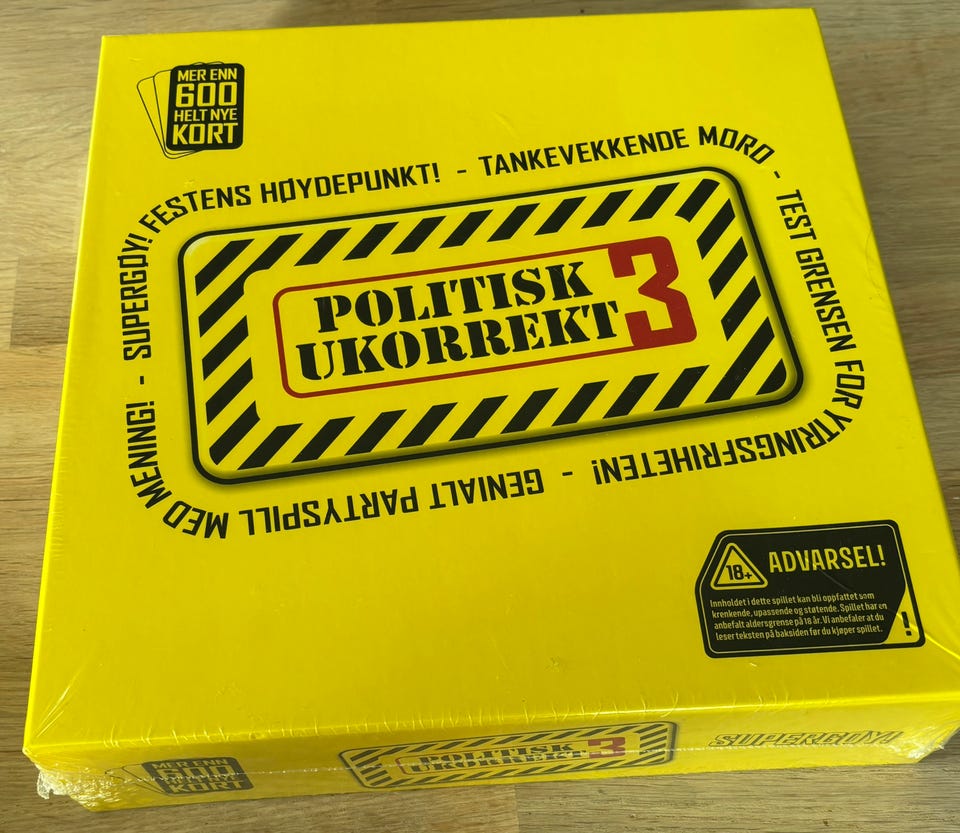 MER ENN
600
HELT NYE
KORT
FESTENS HØYDEPUNKT! - TANKEVEKKENDE MORO - TEST GRENSEN FOR YTRINGSFRIHETEN! - GENIALT PARTYSPILL MED MENING! - SUPERGØY!
POLITISK
UKORREKT 3
18+
ADVARSEL!
Innholdet i dette spillet kan bli oppfattet som
krenkende, upassende og støtende. Spillet har en
anbefalt aldersgrense på 18 år. Vi anbefaler at du
leser teksten på baksiden før du kjøper spillet.
!
MER ENN
600
HELT NYE
KORT
POLITISK
UKORREKT 3
SUPERGØY!